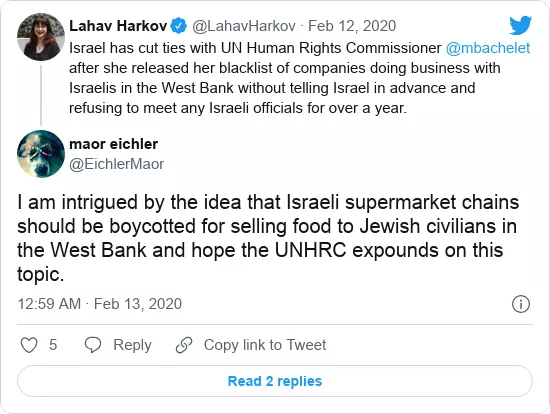 Lahav Harkov @LahavHarkov · Feb 12, 2020
Israel has cut ties with UN Human Rights Commissioner @mbachelet
after she released her blacklist of companies doing business with
Israelis in the West Bank without telling Israel in advance and
refusing to meet any Israeli officials for over a year.
maor eichler
@EichlerMaor
I am intrigued by the idea that Israeli supermarket chains
should be boycotted for selling food to Jewish civilians in
the West Bank and hope the UNHRC expounds on this
topic.
12:59 AM · Feb 13, 2020
5 Reply Copy link to Tweet
Read 2 replies